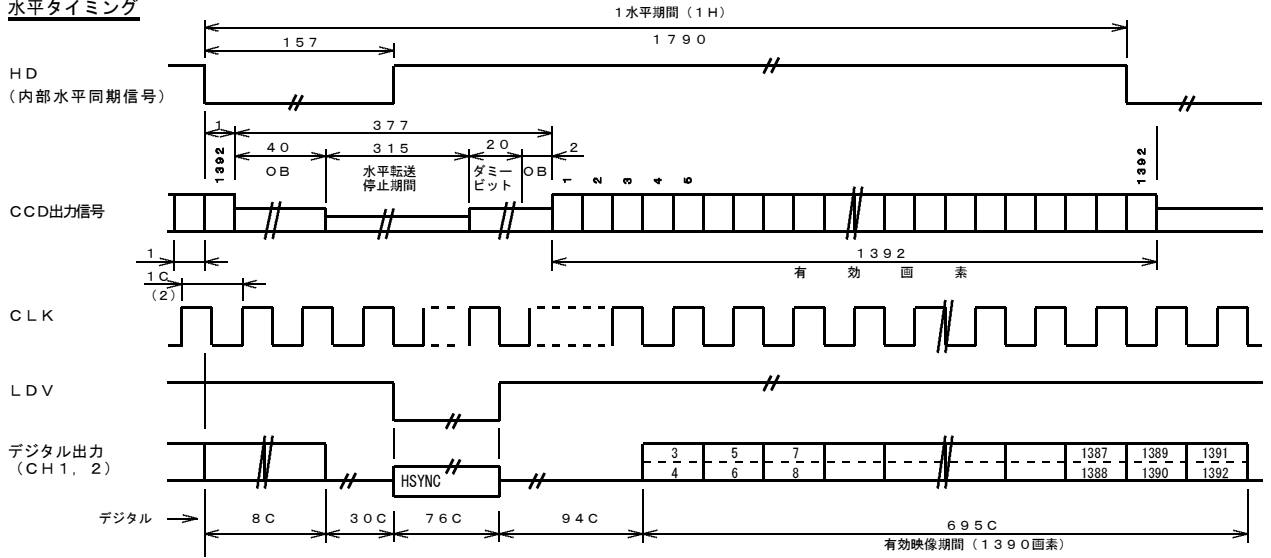 水平タイミング
1水平期間（1H）
157
1790
HD
（内部水平同期信号）
1
377
1392
40
315
20
2
OB
水平転送
停止期間
ダミー
ビット
OB
1
2
3
4
5
1392
CCD出力信号
1
1392
有効画素
1C
(2)
CLK
LDV
デジタル出力
（CH1，2）
HSYNC
3
5
7
1387
1389
1391
4
6
8
1388
1390
1392
デジタル
8C
30C
76C
94C
695C
有効映像期間（1390画素）